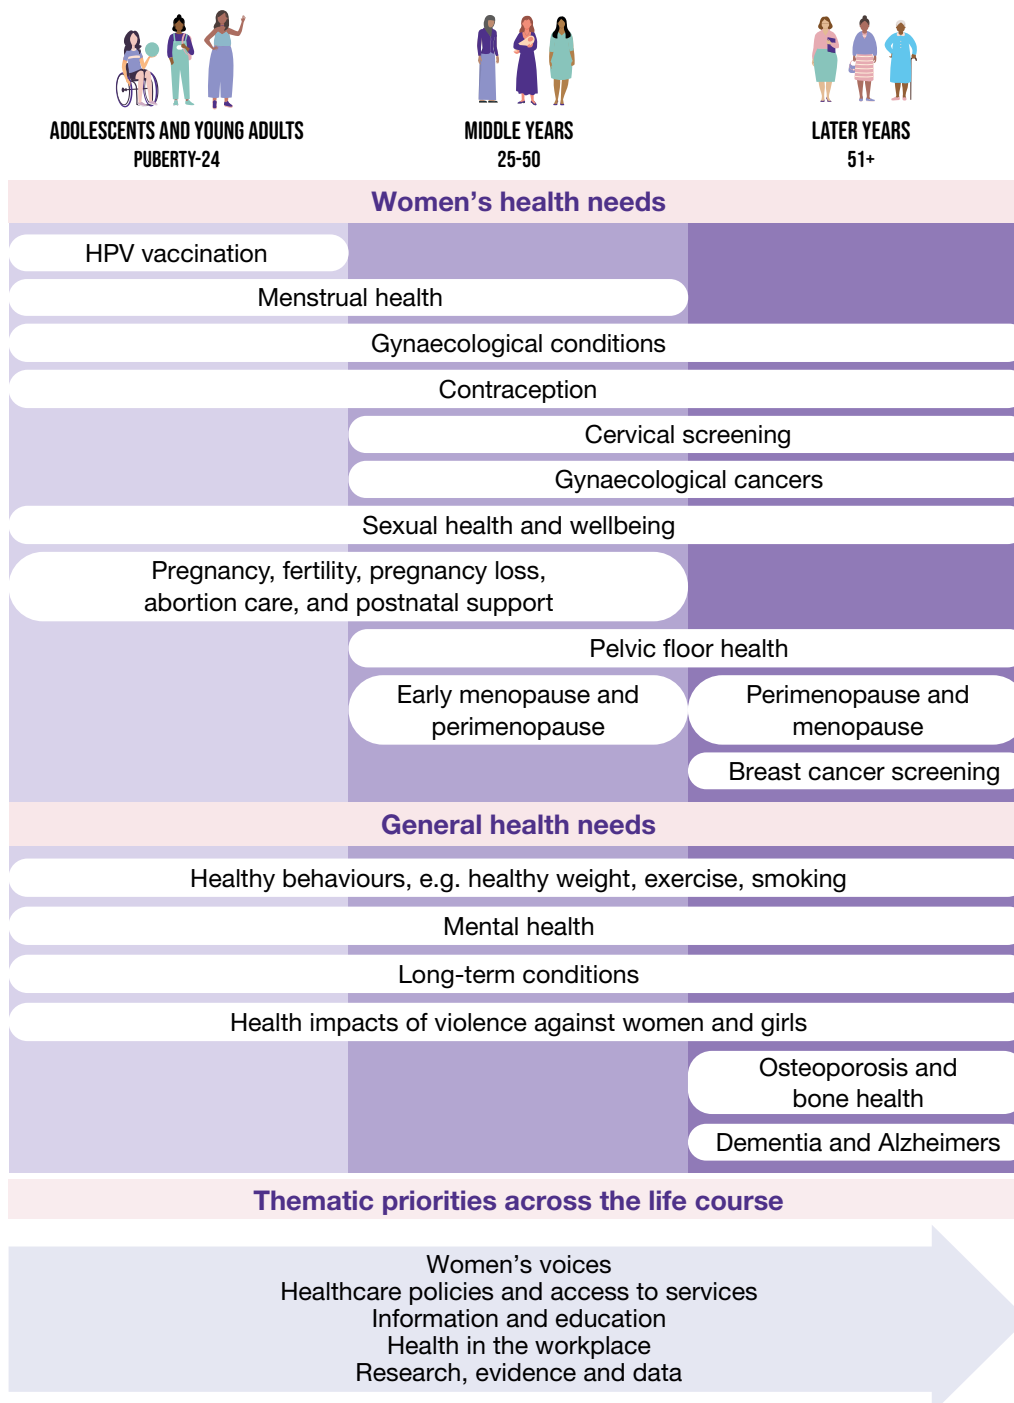 ADOLESCENTS AND YOUNG ADULTS
PUBERTY-24
MIDDLE YEARS
25-50
LATER YEARS
51+
Women’s health needs
HPV vaccination
Menstrual health
Gynaecological conditions
Contraception
Cervical screening
Gynaecological cancers
Sexual health and wellbeing
Pregnancy, fertility, pregnancy loss,
abortion care, and postnatal support
Pelvic floor health
Early menopause and
perimenopause
Perimenopause and
menopause
Breast cancer screening
General health needs
Healthy behaviours, e.g. healthy weight, exercise, smoking
Mental health
Long-term conditions
Health impacts of violence against women and girls
Osteoporosis and
bone health
Dementia and Alzheimers
Thematic priorities across the life course
Women’s voices
Healthcare policies and access to services
Information and education
Health in the workplace
Research, evidence and data